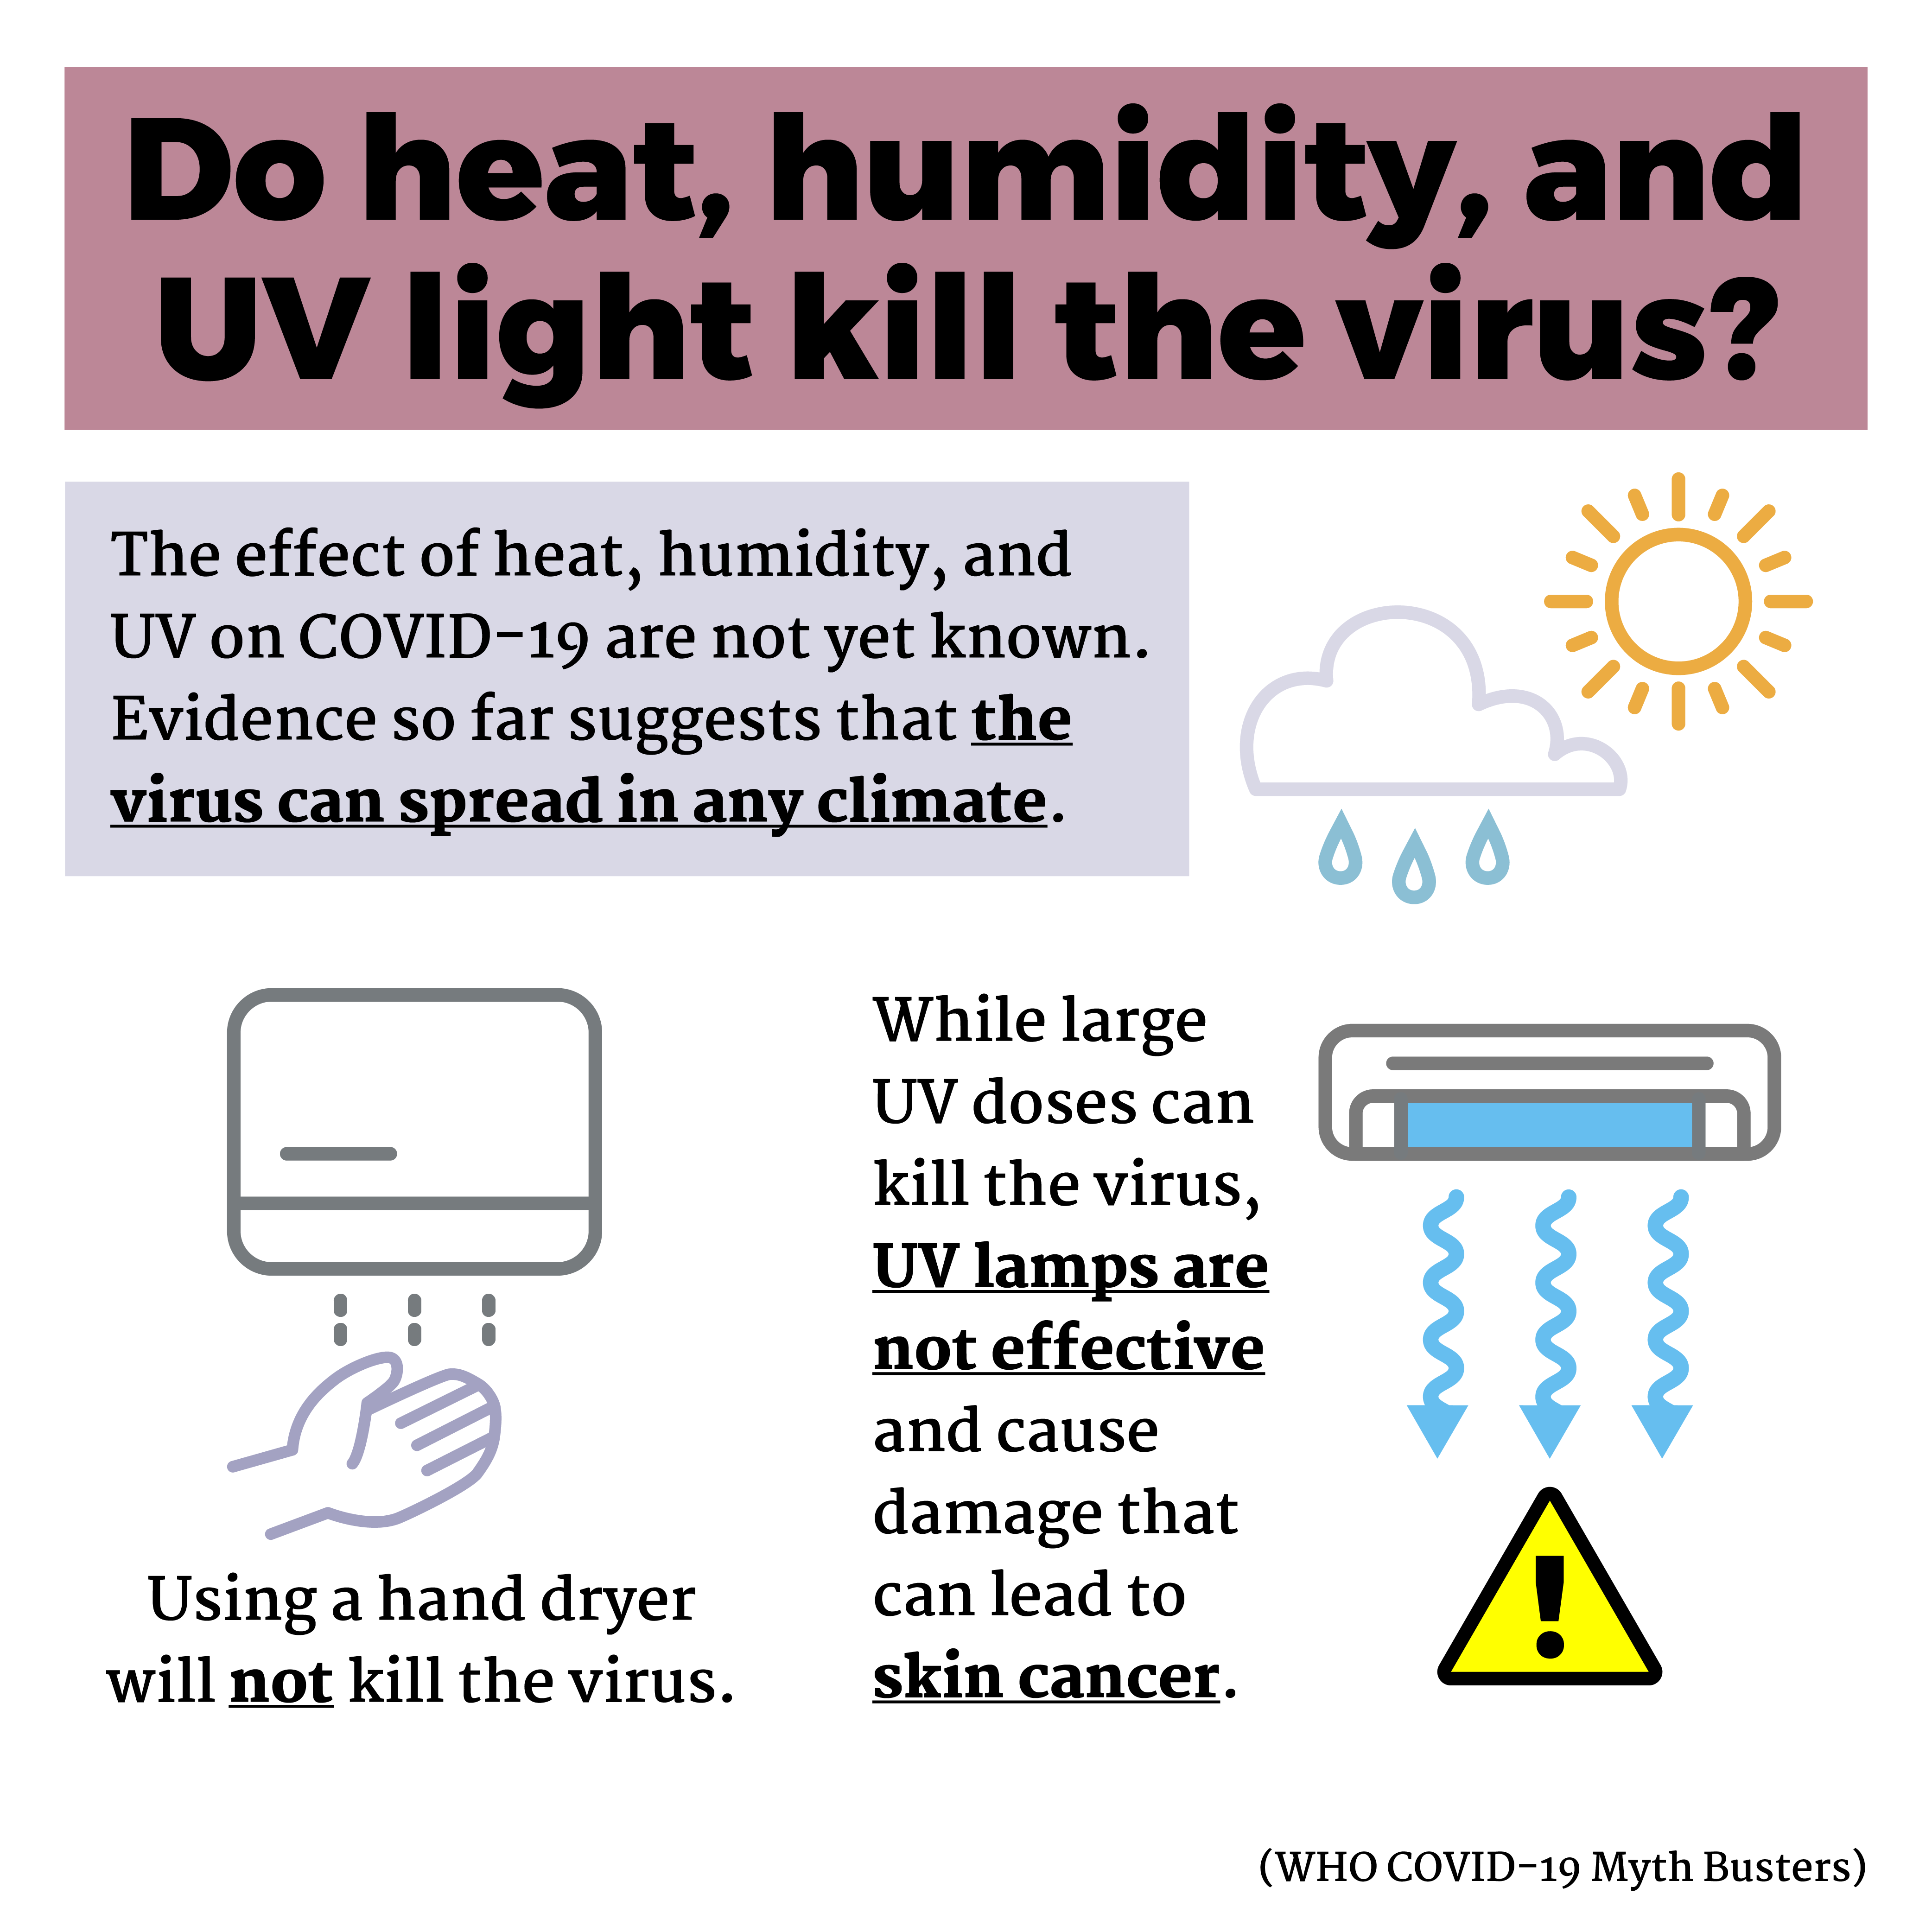 Do heat, humidity, and
UV light kill the virus?
The effect of heat, humidity, and
UV on COVID-19 are not yet known.
Evidence so far suggests that the
virus can spread in any climate.
Using a hand dryer
will not kill the virus.
While large
UV doses can
kill the virus,
UV lamps are
not effective
and cause
damage that
can lead to
skin cancer.
!
(WHO COVID-19 Myth Busters)